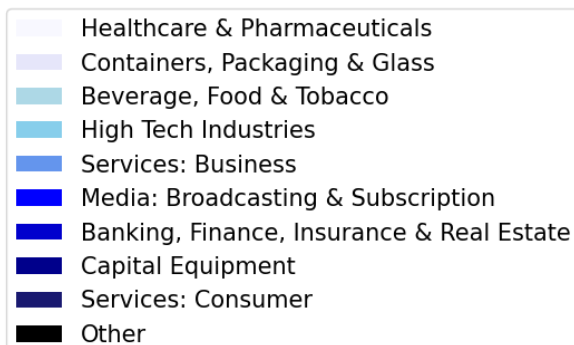 Healthcare & Pharmaceuticals
Containers, Packaging & Glass
Beverage, Food & Tobacco
High Tech Industries
Services: Business
Media: Broadcasting & Subscription
Banking, Finance, Insurance & Real Estate
Capital Equipment
Services: Consumer
Other